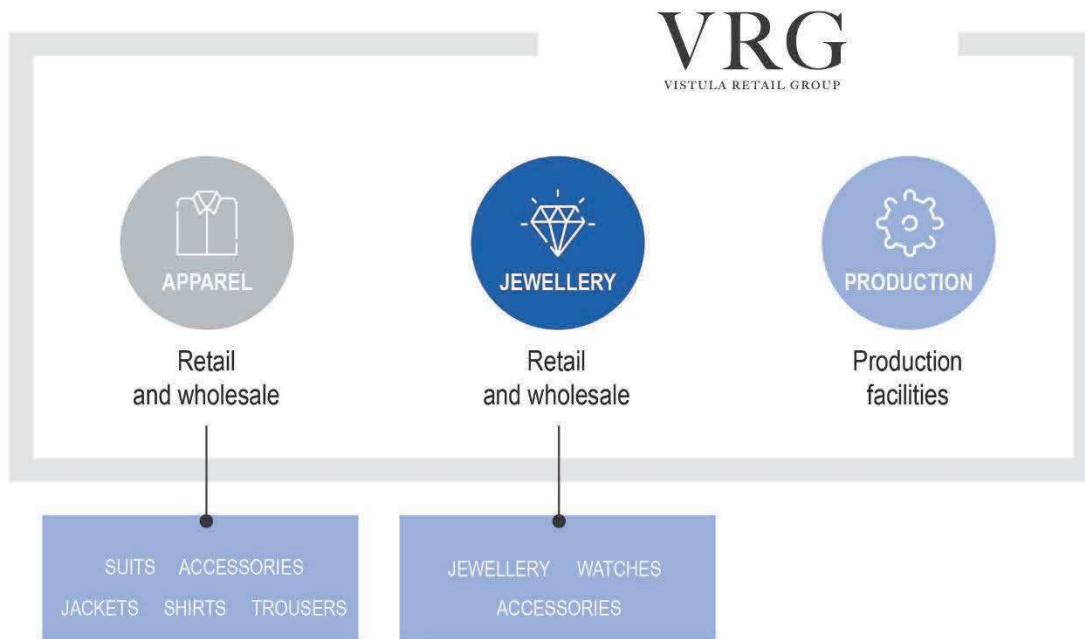 VRG
VISTULA RETAIL GROUP
APPAREL
Retail
and wholesale
JEWELLERY
Retail
and wholesale
PRODUCTION
Production
facilities
SUITS ACCESSORIES
JACKETS SHIRTS TROUSERS
JEWELLERY WATCHES
ACCESSORIES